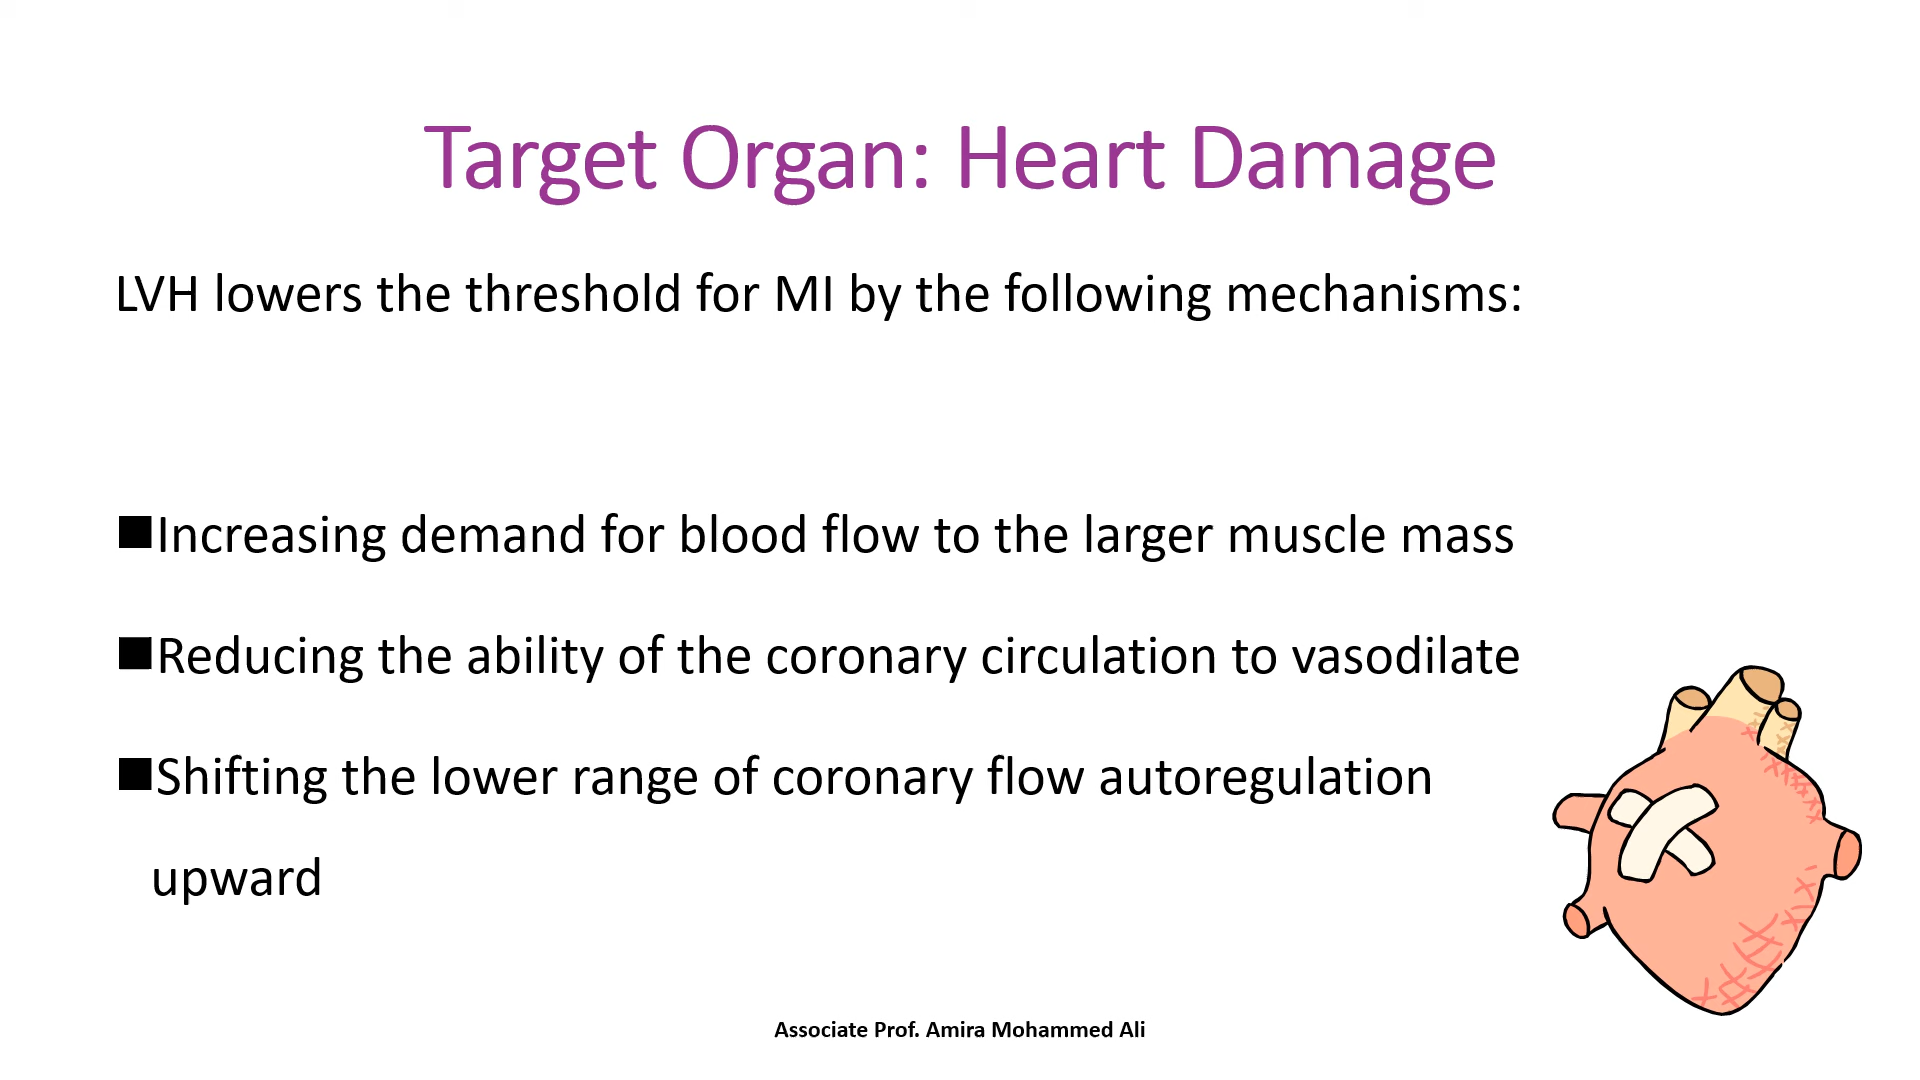 Target Organ: Heart Damage
LVH lowers the threshold for MI by the following mechanisms:
■Increasing demand for blood flow to the larger muscle mass
■Reducing the ability of the coronary circulation to vasodilate
■Shifting the lower range of coronary flow autoregulation
upward
Associate Prof. Amira Mohammed Ali